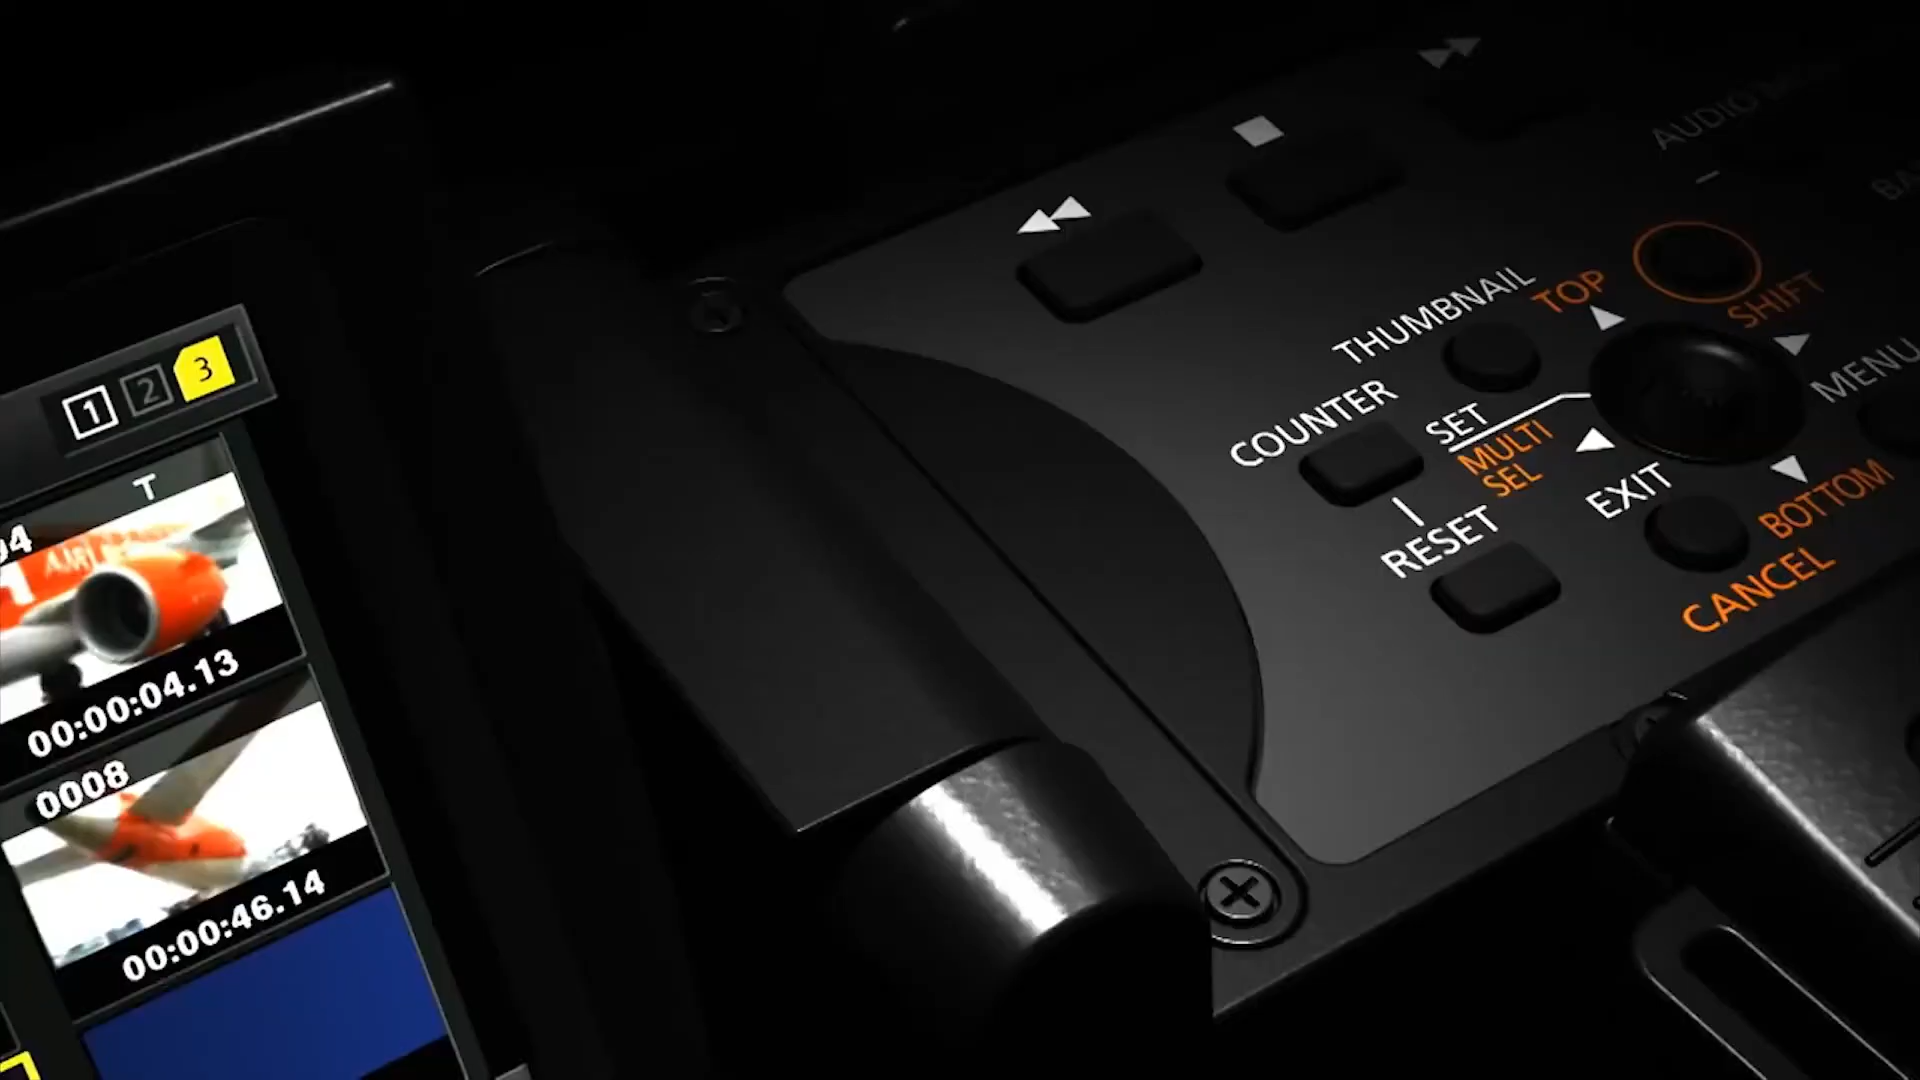 1 2 3
T
04
00:00:04.13
0008
00:00:46.14
AUDIO
THUMBNAIL
TOP
SHIFT
COUNTER
SET
MULTI
SEL
MENU
RESET
EXIT
BOTTOM
CANCEL